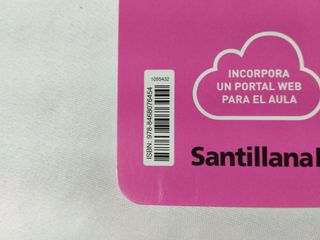 1055432
ISBN: 978-8468076454
INCORPORA
UN PORTAL WEB
PARA EL AULA
Santillana